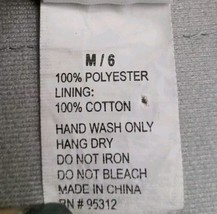 M / 6
100% POLYESTER
LINING:
100% COTTON
HAND WASH ONLY
HANG DRY
DO NOT IRON
DO NOT BLEACH
MADE IN CHINA
RN # 95312